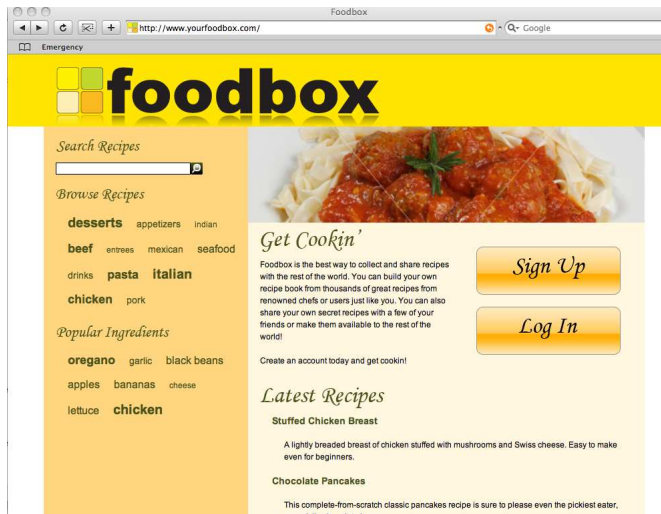 Foodbox
http://www.yourfoodbox.com/
Google
Emergency
foodbox
Search Recipes
Browse Recipes
desserts appetizers indian
beef entrees mexican seafood
drinks pasta italian
chicken pork
Popular Ingredients
oregano garlic black beans
apples bananas cheese
lettuce chicken
Get Cookin'
Foodbox is the best way to collect and share recipes
with the rest of the world. You can build your own
recipe book from thousands of great recipes from
renowned chefs or users just like you. You can also
share your own secret recipes with a few of your
friends or make them available to the rest of the
world!
Create an account today and get cookin!
Sign Up
Log In
Latest Recipes
Stuffed Chicken Breast
A lightly breaded breast of chicken stuffed with mushrooms and Swiss cheese. Easy to make
even for beginners.
Chocolate Pancakes
This complete-from-scratch classic pancakes recipe is sure to please even the pickiest eater,